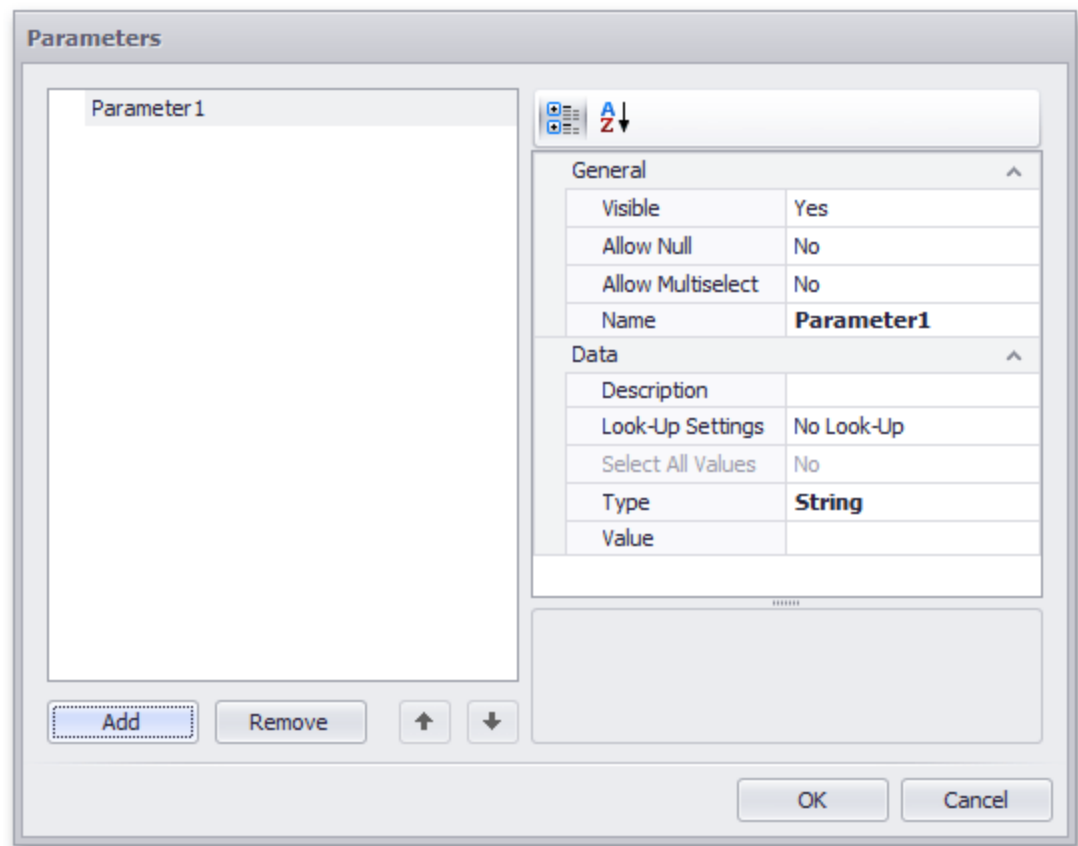 Parameters
Parameter1
A
Z
General
Visible Yes
Allow Null No
Allow Multiselect No
Name Parameter1
Data
Description
Look-Up Settings No Look-Up
Select All Values No
Type String
Value
Add Remove
OK Cancel